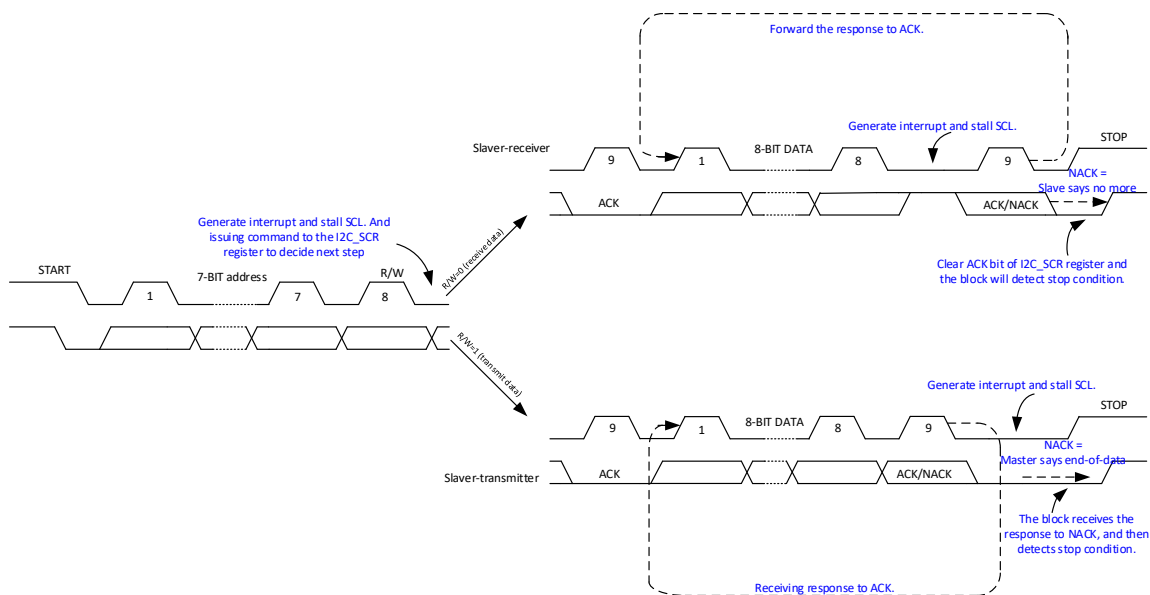 Forward the response to ACK.
Generate interrupt and stall SCL.
STOP
Slaver-receiver
8-BIT DATA
9
1
8
9
NACK =
Slave says no more
ACK
ACK/NACK
Clear ACK bit of I2C_SCR register and
the block will detect stop condition.
Generate interrupt and stall SCL. And
issuing command to the I2C_SCR
register to decide next step
R/W=0 (receive data)
START
7-BIT address
R/W
1
7
8
R/W=1 (transmit data)
Generate interrupt and stall SCL.
STOP
8-BIT DATA
9
1
8
9
NACK =
Master says end-of-data
Slaver-transmitter
ACK
ACK/NACK
The block receives the
response to NACK, and then
detects stop condition.
Receiving response to ACK.